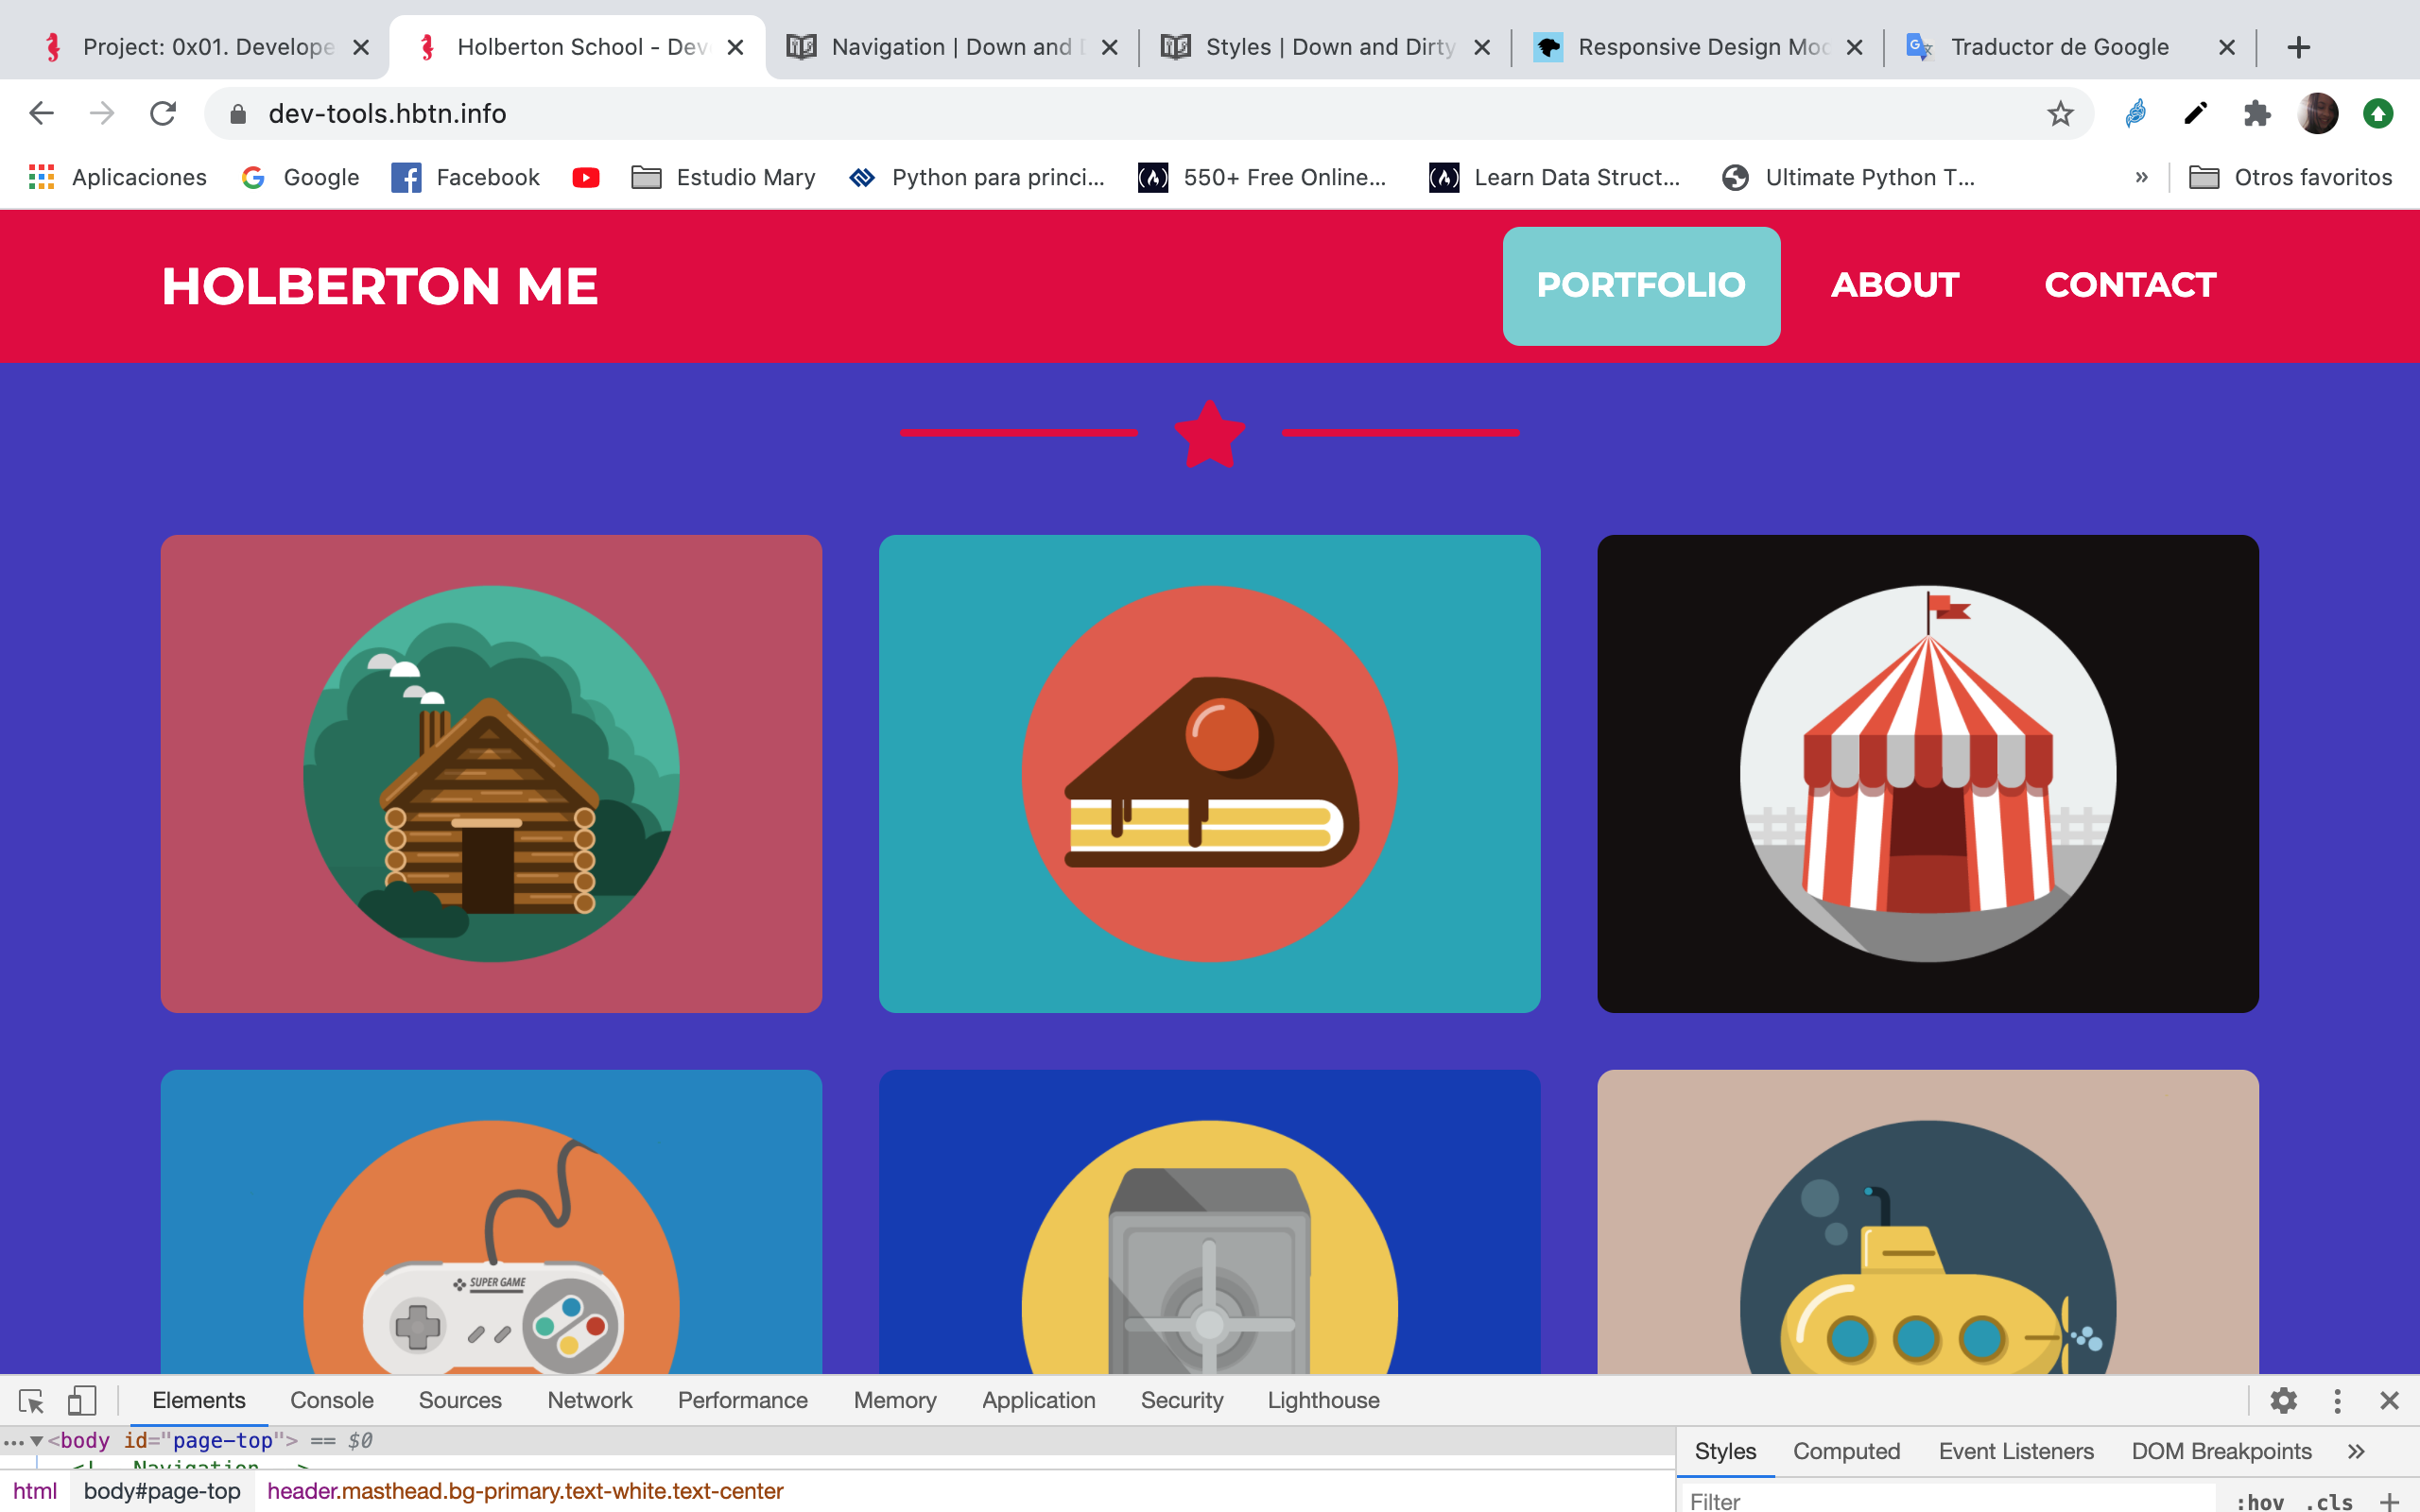 Project: 0x01. Develope
Holberton School - Dev
Navigation | Down and D
Styles | Down and Dirty
Responsive Design Mod
Traductor de Google
dev-tools.hbtn.info
Aplicaciones
Google
Facebook
Estudio Mary
Python para princi...
550+ Free Online...
Learn Data Struct...
Ultimate Python T...
»
Otros favoritos
HOLBERTON ME
PORTFOLIO
ABOUT
CONTACT
SUPER GAME
Elements
Console
Sources
Network
Performance
Memory
Application
Security
Lighthouse
<body id="page-top"> == $0
<!-- Navigation -->
Styles
Computed
Event Listeners
DOM Breakpoints
html
body#page-top
header.masthead.bg-primary.text-white.text-center
Filter
:hov
.cls